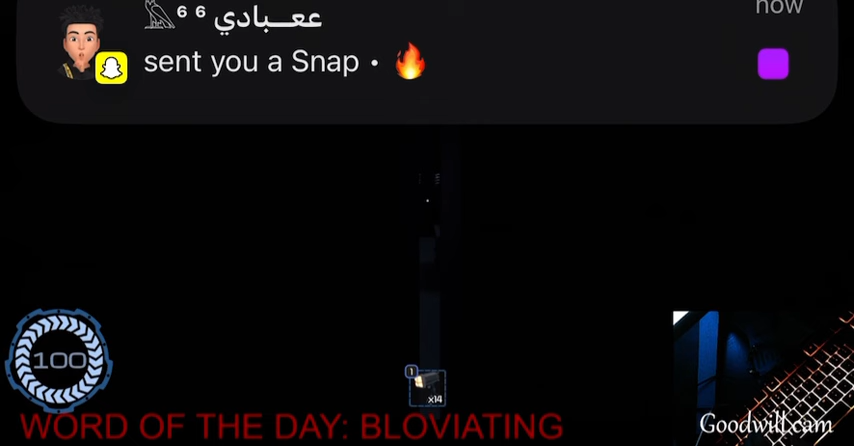 𓅓 ⁶ ⁶ ععـــبادي
now
sent you a Snap • 🔥
100
1
x14
WORD OF THE DAY: BLOVIATING
Goodwill.cam